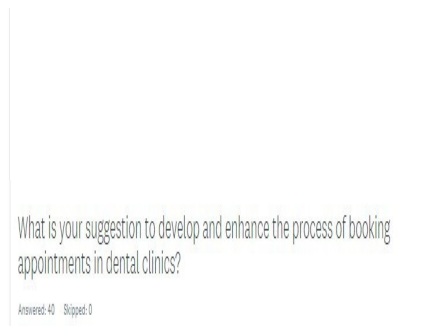 What is your suggestion to develop and enhance the process of booking
appointments in dental clinics?
Answered: 40 Skipped: 0